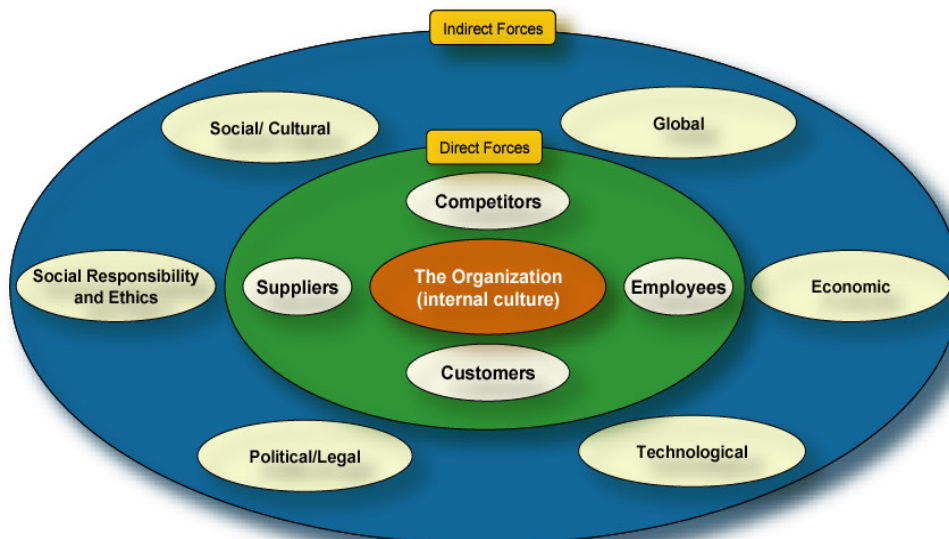 Indirect Forces
Social/ Cultural
Global
Direct Forces
Competitors
Social Responsibility
and Ethics
Suppliers
The Organization
(internal culture)
Employees
Economic
Customers
Political/Legal
Technological